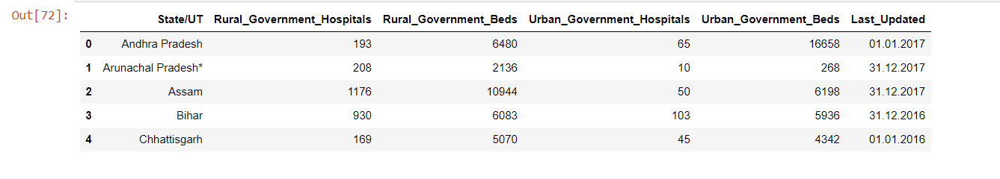 Out[72]:
State/UT Rural_Government_Hospitals Rural_Government_Beds Urban_Government_Hospitals Urban_Government_Beds Last_Updated
0 Andhra Pradesh 193 6480 65 16658 01.01.2017
1 Arunachal Pradesh* 208 2136 10 268 31.12.2017
2 Assam 1176 10944 50 6198 31.12.2017
3 Bihar 930 6083 103 5936 31.12.2016
4 Chhattisgarh 169 5070 45 4342 01.01.2016